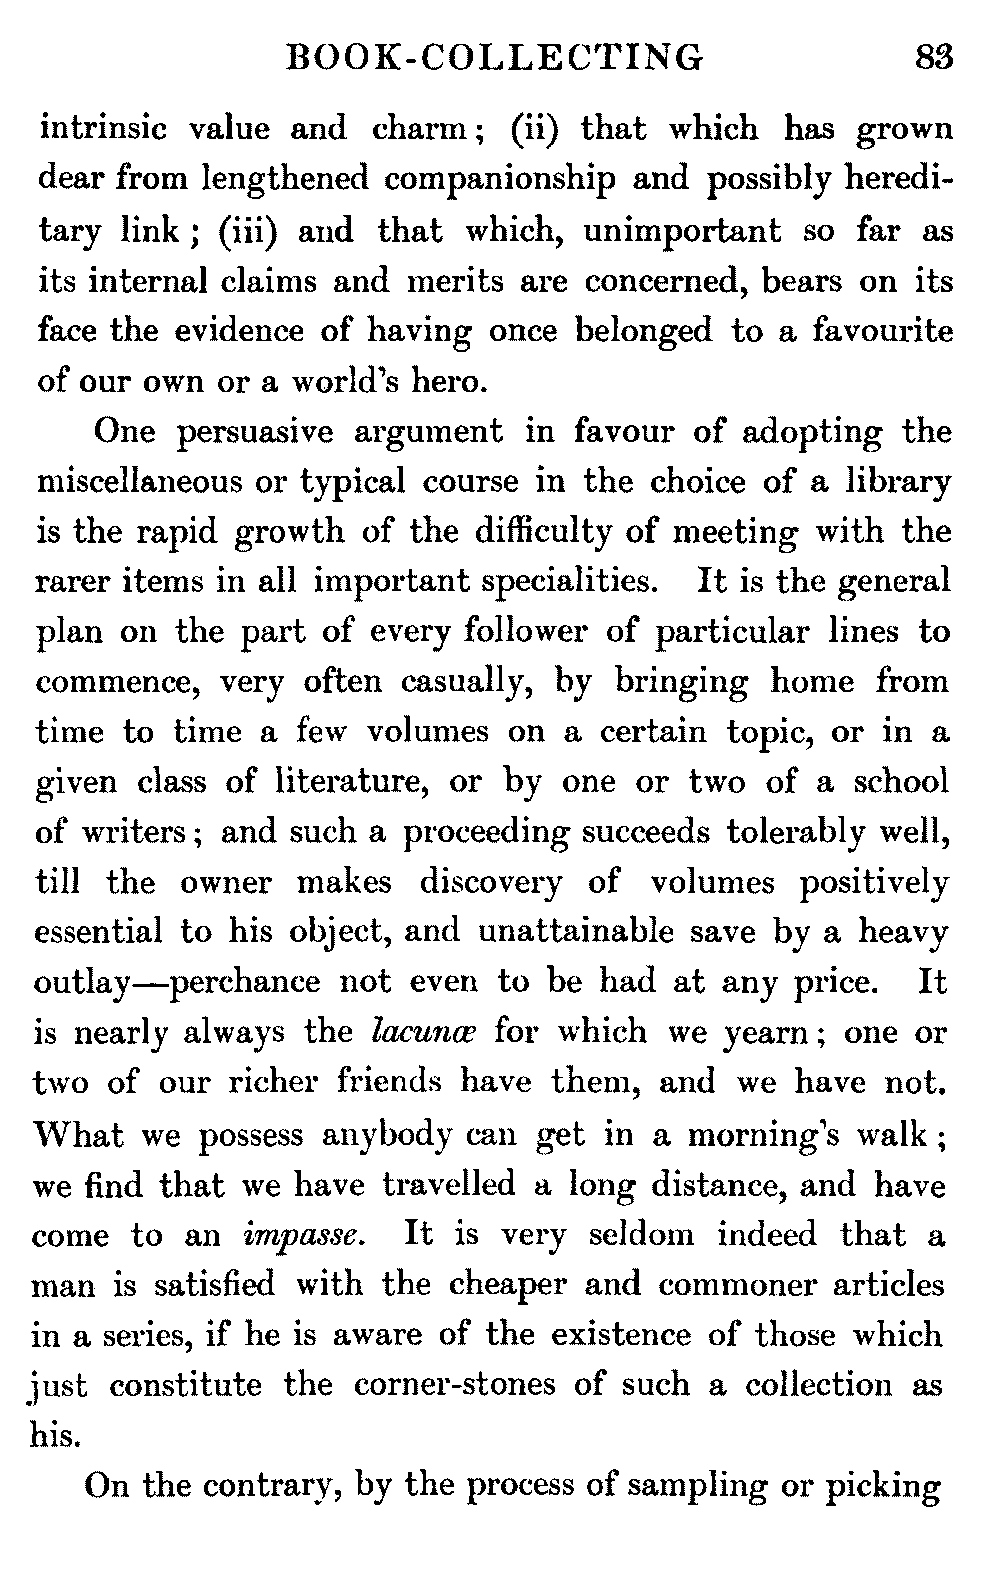 BOOK-COLLECTING 83
intrinsic value and charm; (ii) that which has grown
dear from lengthened companionship and possibly heredi-
tary link; (iii) and that which, unimportant so far as
its internal claims and merits are concerned, bears on its
face the evidence of having once belonged to a favourite
of our own or a world's hero.
One persuasive argument in favour of adopting the
miscellaneous or typical course in the choice of a library
is the rapid growth of the difficulty of meeting with the
rarer items in all important specialities. It is the general
plan on the part of every follower of particular lines to
commence, very often casually, by bringing home from
time to time a few volumes on a certain topic, or in a
given class of literature, or by one or two of a school
of writers; and such a proceeding succeeds tolerably well,
till the owner makes discovery of volumes positively
essential to his object, and unattainable save by a heavy
outlay—perchance not even to be had at any price. It
is nearly always the lacunæ for which we yearn; one or
two of our richer friends have them, and we have not.
What we possess anybody can get in a morning's walk;
we find that we have travelled a long distance, and have
come to an impasse. It is very seldom indeed that a
man is satisfied with the cheaper and commoner articles
in a series, if he is aware of the existence of those which
just constitute the corner-stones of such a collection as
his.
On the contrary, by the process of sampling or picking